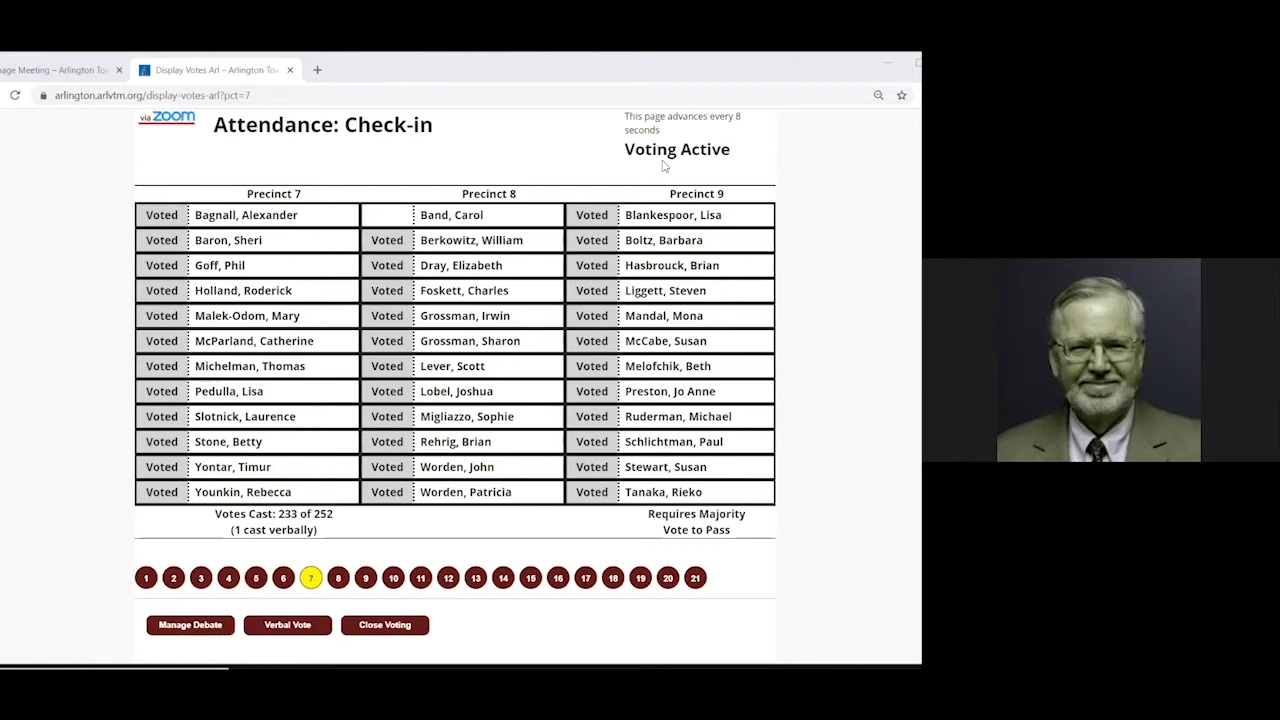 age Meeting – Arlington To
Display Votes Arl – Arlington To
arlington.arlvtm.org/display-votes-arl?pct=7
via zoom
Attendance: Check-in
This page advances every 8
seconds
Voting Active
Precinct 7 Precinct 8 Precinct 9
Voted Bagnall, Alexander Band, Carol Voted Blankespoor, Lisa
Voted Baron, Sheri Voted Berkowitz, William Voted Boltz, Barbara
Voted Goff, Phil Voted Dray, Elizabeth Voted Hasbrouck, Brian
Voted Holland, Roderick Voted Foskett, Charles Voted Liggett, Steven
Voted Malek-Odom, Mary Voted Grossman, Irwin Voted Mandal, Mona
Voted McParland, Catherine Voted Grossman, Sharon Voted McCabe, Susan
Voted Michelman, Thomas Voted Lever, Scott Voted Melofchik, Beth
Voted Pedulla, Lisa Voted Lobel, Joshua Voted Preston, Jo Anne
Voted Slotnick, Laurence Voted Migliazzo, Sophie Voted Ruderman, Michael
Voted Stone, Betty Voted Rehrig, Brian Voted Schlichtman, Paul
Voted Yontar, Timur Voted Worden, John Voted Stewart, Susan
Voted Younkin, Rebecca Voted Worden, Patricia Voted Tanaka, Rieko
Votes Cast: 233 of 252 Requires Majority
(1 cast verbally) Vote to Pass
1 2 3 4 5 6 7 8 9 10 11 12 13 14 15 16 17 18 19 20 21
Manage Debate Verbal Vote Close Voting